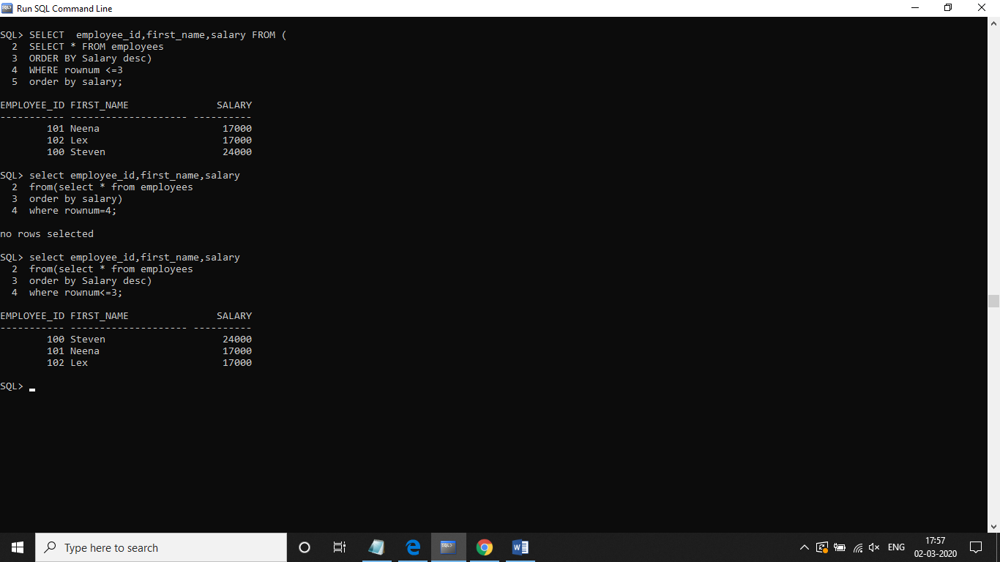 Run SQL Command Line
SQL> SELECT  employee_id,first_name,salary FROM (
  2  SELECT * FROM employees
  3  ORDER BY Salary desc)
  4  WHERE rownum <=3
  5  order by salary;
EMPLOYEE_ID FIRST_NAME               SALARY
----------- -------------------- ----------
        101 Neena                     17000
        102 Lex                       17000
        100 Steven                    24000
SQL> select employee_id,first_name,salary
  2  from(select * from employees
  3  order by salary)
  4  where rownum=4;
no rows selected
SQL> select employee_id,first_name,salary
  2  from(select * from employees
  3  order by Salary desc)
  4  where rownum<=3;
EMPLOYEE_ID FIRST_NAME               SALARY
----------- -------------------- ----------
        100 Steven                    24000
        101 Neena                     17000
        102 Lex                       17000
SQL>
Type here to search
ENG
17:57
02-03-2020